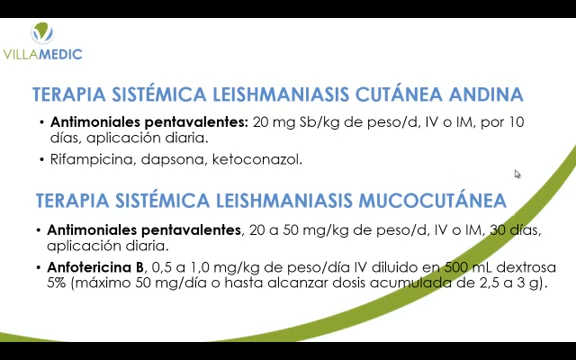 VILLAMEDIC
TERAPIA SISTÉMICA LEISHMANIASIS CUTÁNEA ANDINA
• Antimoniales pentavalentes: 20 mg Sb/kg de peso/d, IV o IM, por 10
días, aplicación diaria.
• Rifampicina, dapsona, ketoconazol.
TERAPIA SISTÉMICA LEISHMANIASIS MUCOCUTÁNEA
• Antimoniales pentavalentes, 20 a 50 mg/kg de peso/d, IV o IM, 30 días,
aplicación diaria.
• Anfotericina B, 0,5 a 1,0 mg/kg de peso/día IV diluido en 500 mL dextrosa
5% (máximo 50 mg/día o hasta alcanzar dosis acumulada de 2,5 a 3 g).